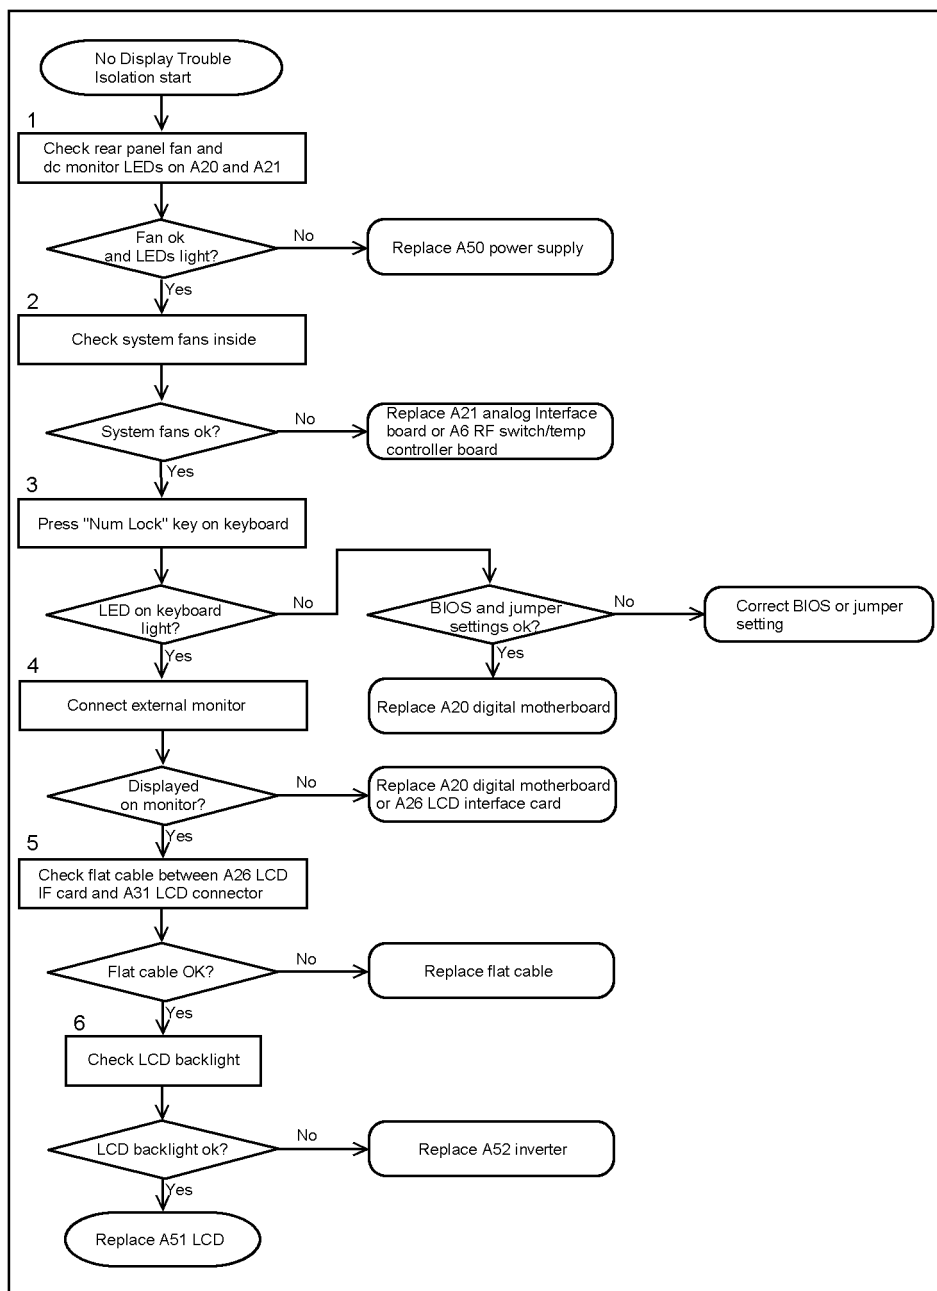 No Display Trouble
Isolation start
1
Check rear panel fan and
dc monitor LEDs on A20 and A21
Fan ok
and LEDs light?
No
Replace A50 power supply
Yes
2
Check system fans inside
System fans ok?
No
Replace A21 analog Interface
board or A6 RF switch/temp
controller board
Yes
3
Press "Num Lock" key on keyboard
LED on keyboard
light?
No
BIOS and jumper
settings ok?
No
Correct BIOS or jumper
setting
Yes
Yes
Replace A20 digital motherboard
4
Connect external monitor
Displayed
on monitor?
No
Replace A20 digital motherboard
or A26 LCD interface card
Yes
5
Check flat cable between A26 LCD
IF card and A31 LCD connector
Flat cable OK?
No
Replace flat cable
Yes
6
Check LCD backlight
LCD backlight ok?
No
Replace A52 inverter
Yes
Replace A51 LCD